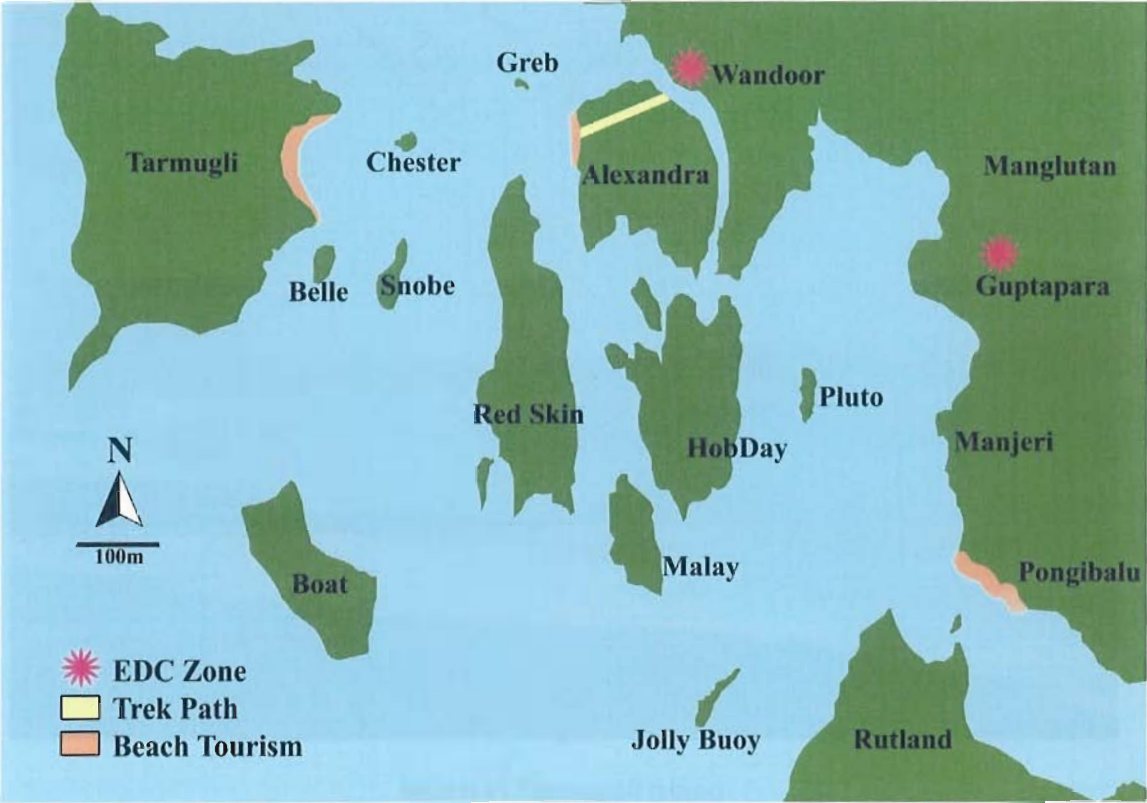 Greb
Wandoor
Tarmugli
Chester
Alexandra
Manglutan
Belle
Snobe
Guptapara
Red Skin
Pluto
HobDay
Manjeri
N
100m
Boat
Malay
Pongibalu
EDC Zone
Trek Path
Beach Tourism
Jolly Buoy
Rutland